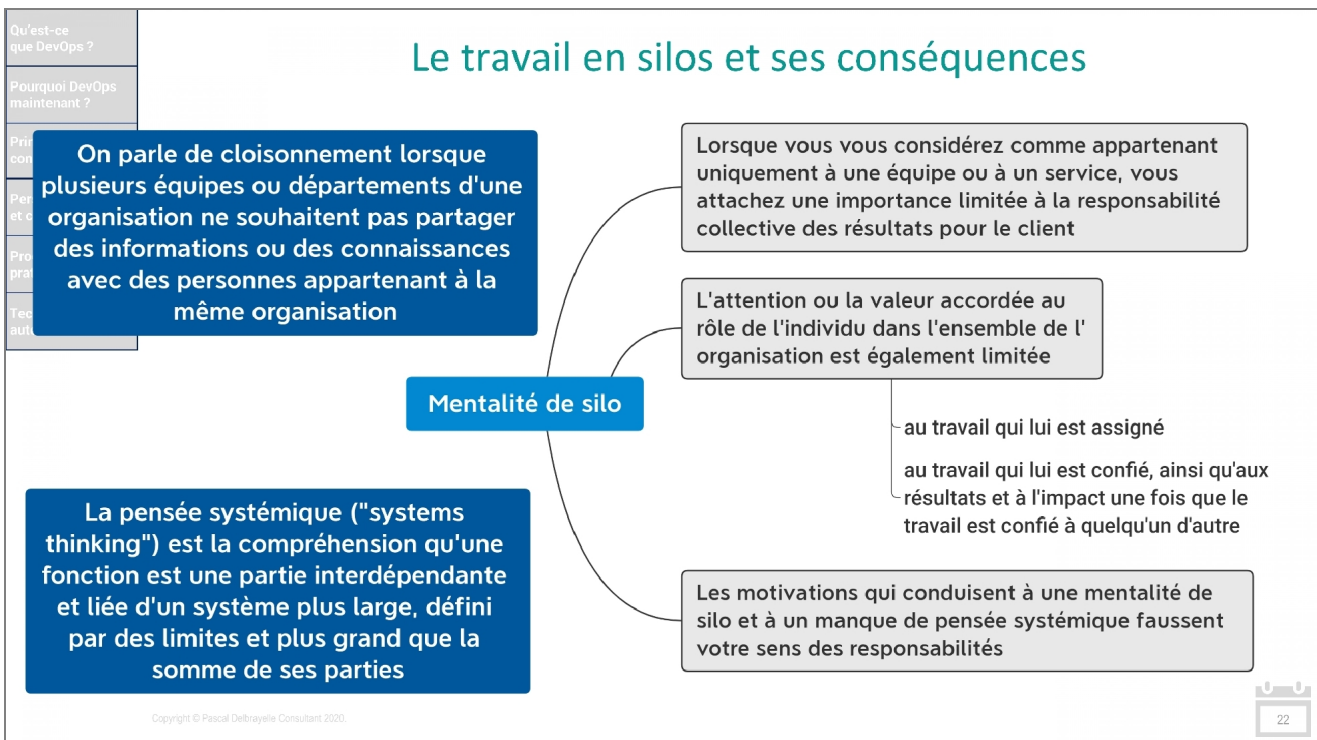 Qu'est-ce
que DevOps ?
Pourquoi DevOps
maintenant ?
Le travail en silos et ses conséquences
On parle de cloisonnement lorsque
plusieurs équipes ou départements d'une
organisation ne souhaitent pas partager
des informations ou des connaissances
avec des personnes appartenant à la
même organisation
Mentalité de silo
La pensée systémique ("systems
thinking") est la compréhension qu'une
fonction est une partie interdépendante
et liée d'un système plus large, défini
par des limites et plus grand que la
somme de ses parties
Lorsque vous vous considérez comme appartenant
uniquement à une équipe ou à un service, vous
attachez une importance limitée à la responsabilité
collective des résultats pour le client
L'attention ou la valeur accordée au
rôle de l'individu dans l'ensemble de l'
organisation est également limitée
au travail qui lui est assigné
au travail qui lui est confié, ainsi qu'aux
résultats et à l'impact une fois que le
travail est confié à quelqu'un d'autre
Les motivations qui conduisent à une mentalité de
silo et à un manque de pensée systémique faussent
votre sens des responsabilités
Copyright © Pascal Delbrayelle Consultant 2020.
22